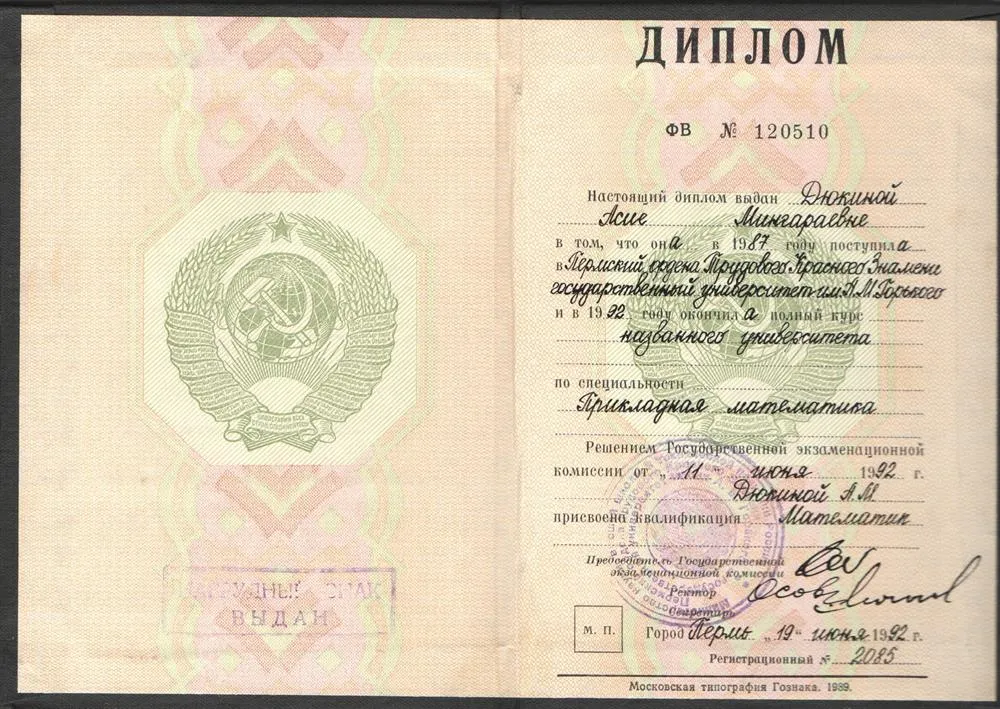 НАГРУДНЫЙ ЗНАК
ВЫДАН
ДИПЛОМ
ФВ № 120510
Настоящий диплом выдан Дюкиной
Асие Мингараевне
в том, что она в 1987 году поступила
в Пермский ордена Трудового Красного Знамени
государственный университет им. А.М. Горького
и в 1992 году окончила полный курс
названного университета
по специальности
Прикладная математика
Решением Государственной экзаменационной
комиссии от „11“ июня 1992 г.
Дюкиной А.М.
присвоена квалификация Математик
Председатель Государственной
экзаменационной комиссии
Ректор
Секретарь
М. П. Город Пермь „19“ июня 1992 г.
Регистрационный № 2085
Московская типография Гознака. 1989.